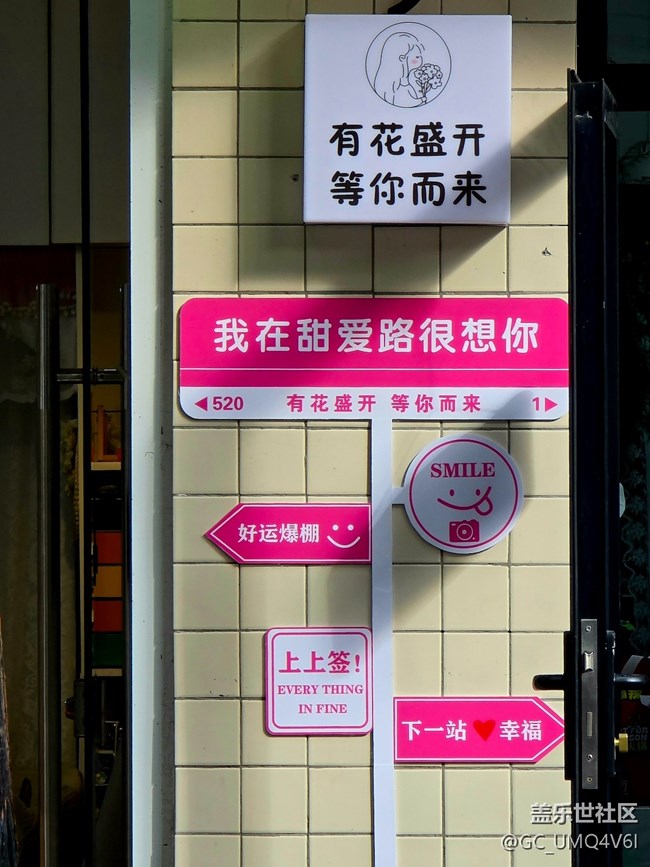 有花盛开
等你而来
我在甜爱路很想你
◀520 有花盛开 等你而来 1▶
SMILE
好运爆棚
上上签!
EVERY THING
IN FINE
下一站❤幸福
盖乐世社区
@GC_UMQ4V6I